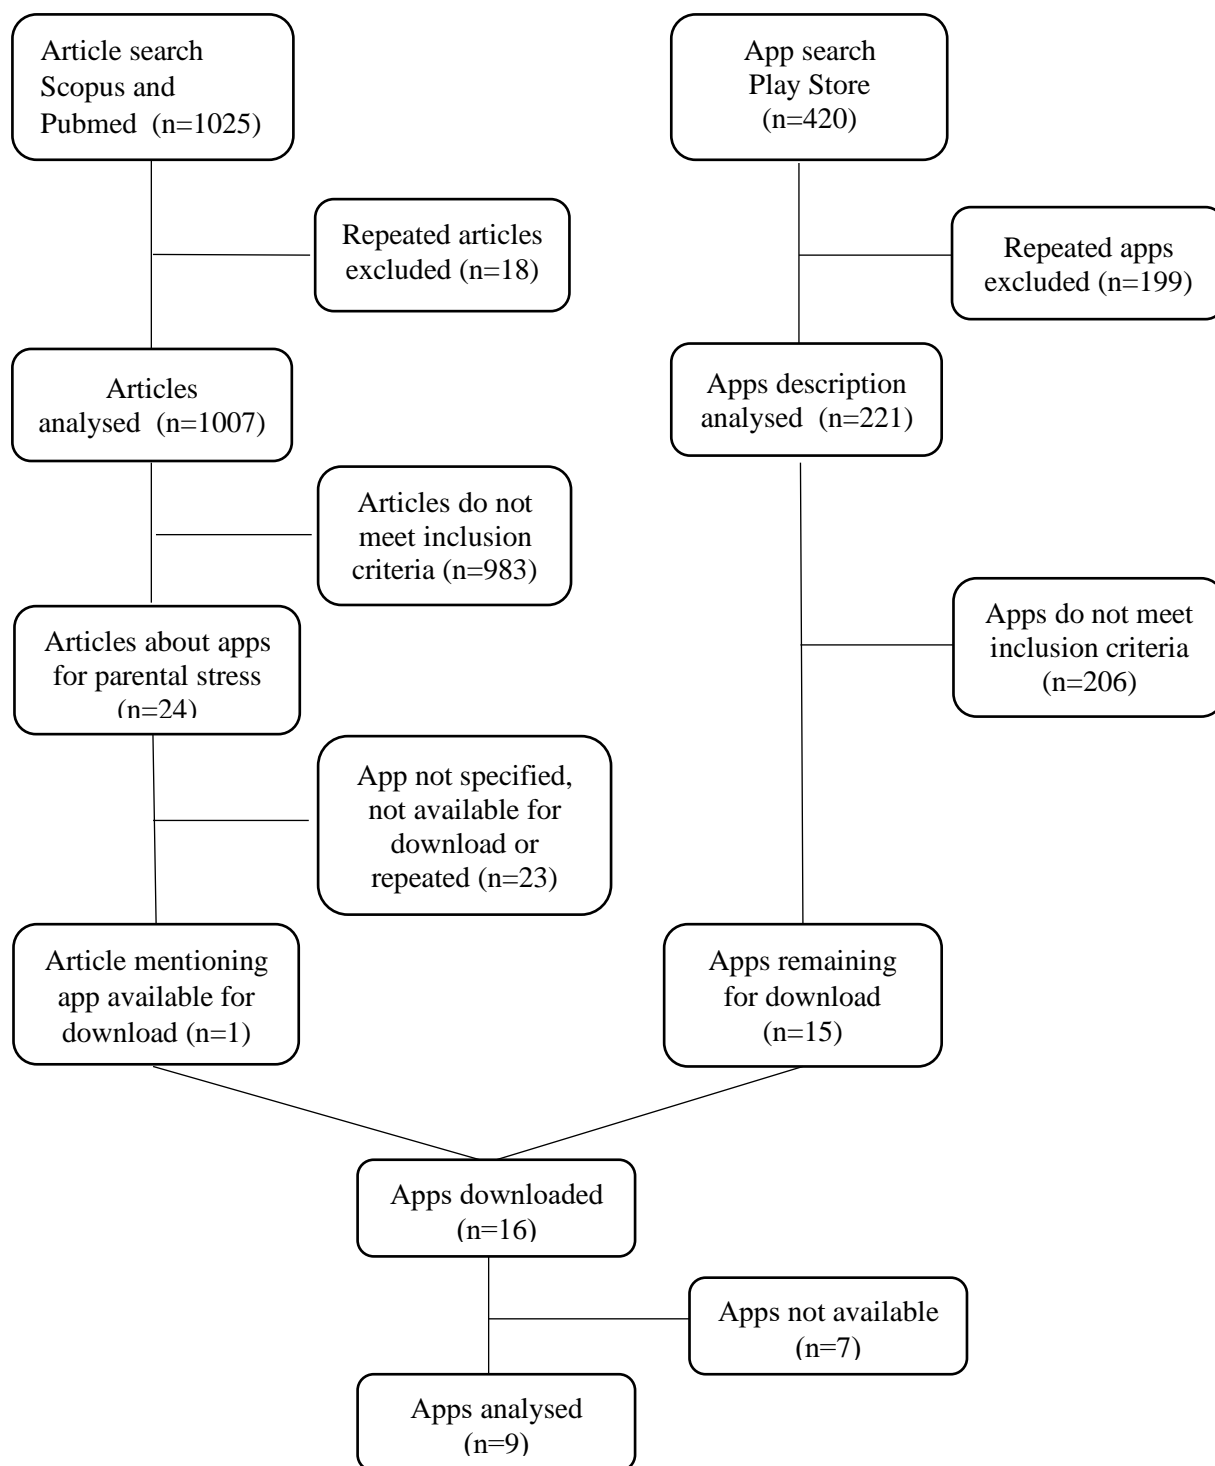 Article search
Scopus and
Pubmed (n=1025)
App search
Play Store
(n=420)
Repeated articles
excluded (n=18)
Repeated apps
excluded (n=199)
Articles
analysed (n=1007)
Apps description
analysed (n=221)
Articles do not
meet inclusion
criteria (n=983)
Apps do not meet
inclusion criteria
(n=206)
Articles about apps
for parental stress
(n=24)
App not specified,
not available for
download or
repeated (n=23)
Article mentioning
app available for
download (n=1)
Apps remaining
for download
(n=15)
Apps downloaded
(n=16)
Apps not available
(n=7)
Apps analysed
(n=9)